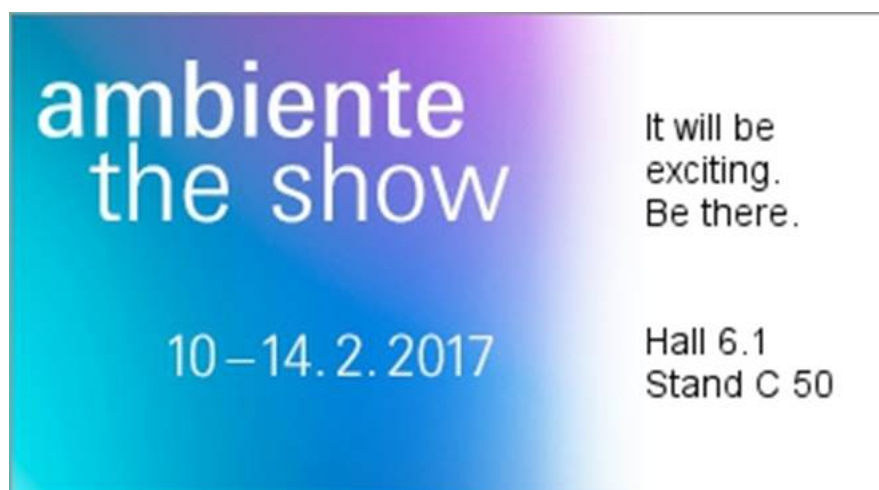 ambiente
the show
10–14.2.2017
It will be
exciting.
Be there.
Hall 6.1
Stand C 50